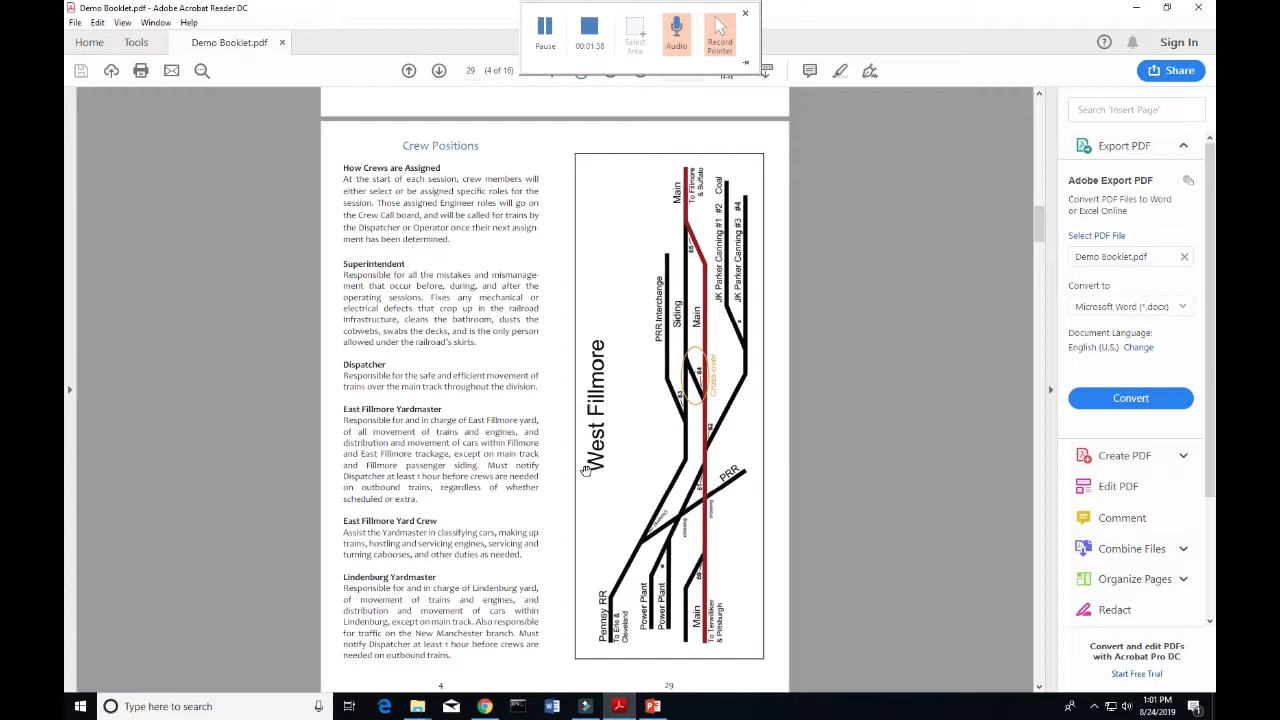 Demo Booklet.pdf - Adobe Acrobat Reader DC
File Edit View Window Help
Home Tools Demo Booklet.pdf
Pause
00:01:38
Select Area
Audio
Record Pointer
Sign In
29 (4 of 16)
Share
Crew Positions
How Crews are Assigned
At the start of each session, crew members will
either select or be assigned specific roles for the
session. Those assigned Engineer roles will go on
the Crew Call board, and will be called for trains by
the Dispatcher or Operator once their next assign-
ment has been determined.
Superintendent
Responsible for all the mistakes and mismanage-
ment that occur before, during, and after the
operating sessions. Fixes any mechanical or
electrical defects that crop up in the railroad
infrastructure, cleans the bathroom, dusts the
cobwebs, swabs the decks, and is the only person
allowed under the railroad's skirts.
Dispatcher
Responsible for the safe and efficient movement of
trains over the main track throughout the division.
East Fillmore Yardmaster
Responsible for and in charge of East Fillmore yard,
of all movement of trains and engines, and
distribution and movement of cars within Fillmore
and East Fillmore trackage, except on main track
and Fillmore passenger siding. Must notify
Dispatcher at least 1 hour before crews are needed
on outbound trains, regardless of whether
scheduled or extra.
East Fillmore Yard Crew
Assist the Yardmaster in classifying cars, making up
trains, hostling and servicing engines, servicing and
turning cabooses, and other duties as needed.
Lindenburg Yardmaster
Responsible for and in charge of Lindenburg yard,
of movement of trains and engines, and
distribution and movement of cars within
Lindenburg, except on main track. Also responsible
for traffic on the New Manchester branch. Must
notify Dispatcher at least 1 hour before crews are
needed on outbound trains.
4
West Fillmore
Pennsy RR
To Erie &
Cleveland
Power Plant
Power Plant
*
Main
To Terwilliker
& Pittsburgh
60
(dummy)
crossing
crossing
61
PRR
62
63
PRR Interchange
Siding
Main
64
Cross-over
65
Main
To Fillmore
& Buffalo
JK Parker Canning #1 #2 Coal
JK Parker Canning #3 #4
*
29
Search 'Insert Page'
Export PDF
Adobe Export PDF
Convert PDF Files to Word
or Excel Online
Select PDF File
Demo Booklet.pdf
Convert to
Microsoft Word (*.docx)
Document Language:
English (U.S.) Change
Convert
Create PDF
Edit PDF
Comment
Combine Files
Organize Pages
Redact
Convert and edit PDFs
with Acrobat Pro DC
Start Free Trial
Type here to search
1:01 PM
8/24/2019